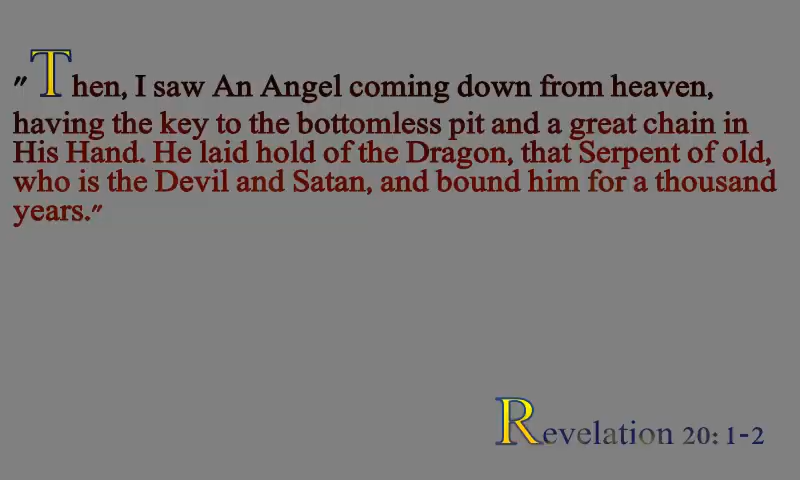 "Then, I saw An Angel coming down from heaven,
having the key to the bottomless pit and a great chain in
His Hand. He laid hold of the Dragon, that Serpent of old,
who is the Devil and Satan, and bound him for a thousand
years."
Revelation 20: 1-2